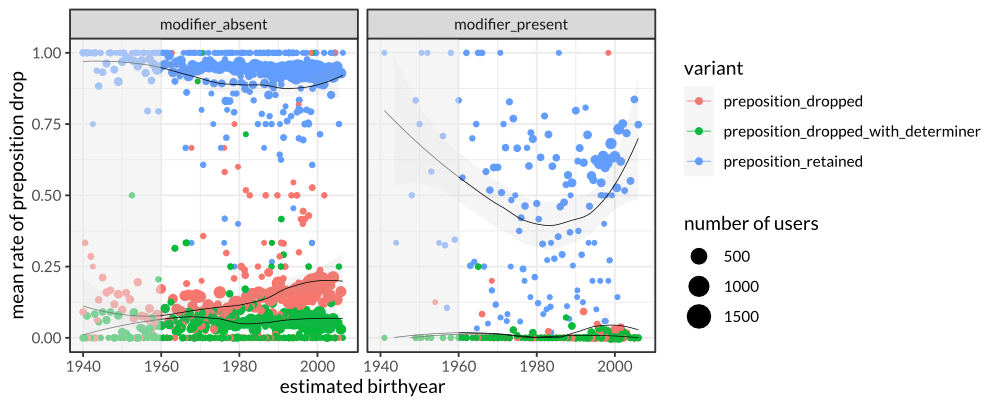 modifier_absent
modifier_present
mean rate of preposition drop
1.00
0.75
0.50
0.25
0.00
1940
1960
1980
2000
1940
1960
1980
2000
estimated birthyear
variant
preposition_dropped
preposition_dropped_with_determiner
preposition_retained
number of users
500
1000
1500